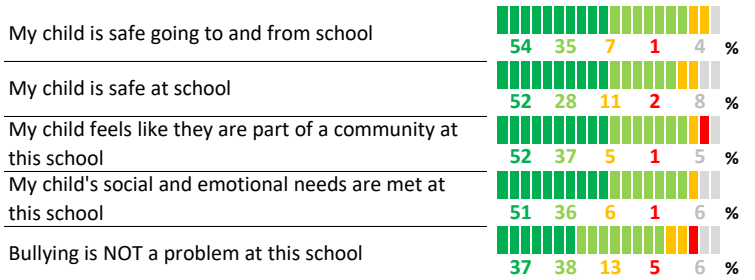 My child is safe going to and from school
54 35 7 1 4 %
My child is safe at school
52 28 11 2 8 %
My child feels like they are part of a community at
this school
52 37 5 1 5 %
My child's social and emotional needs are met at
this school
51 36 6 1 6 %
Bullying is NOT a problem at this school
37 38 13 5 6 %